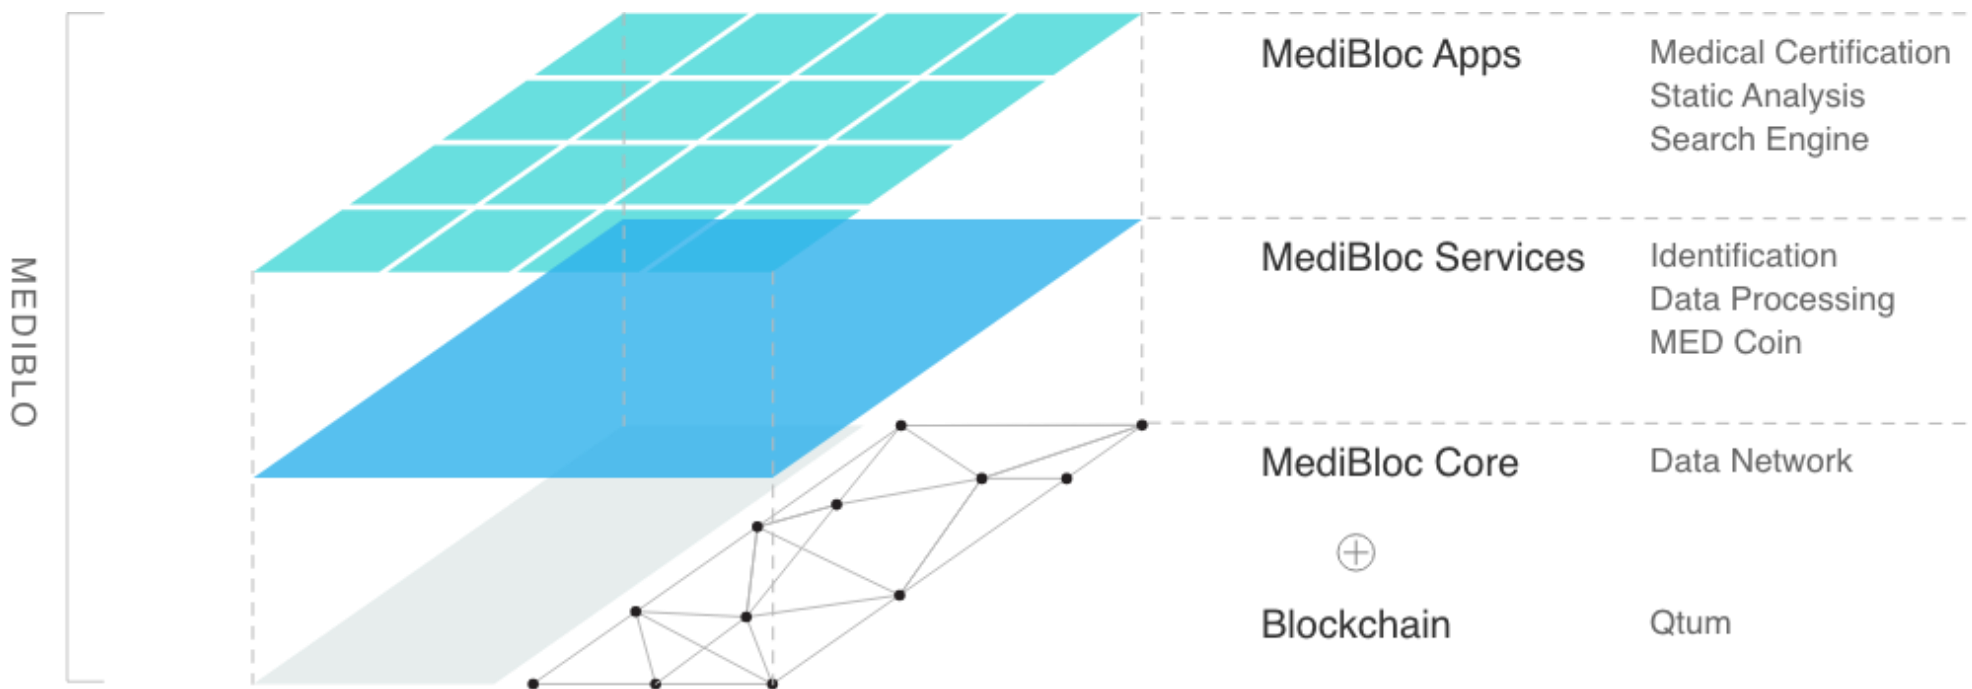 MEDIBLO
MediBloc Apps
Medical Certification
Static Analysis
Search Engine
MediBloc Services
Identification
Data Processing
MED Coin
MediBloc Core
Data Network
Blockchain
Qtum